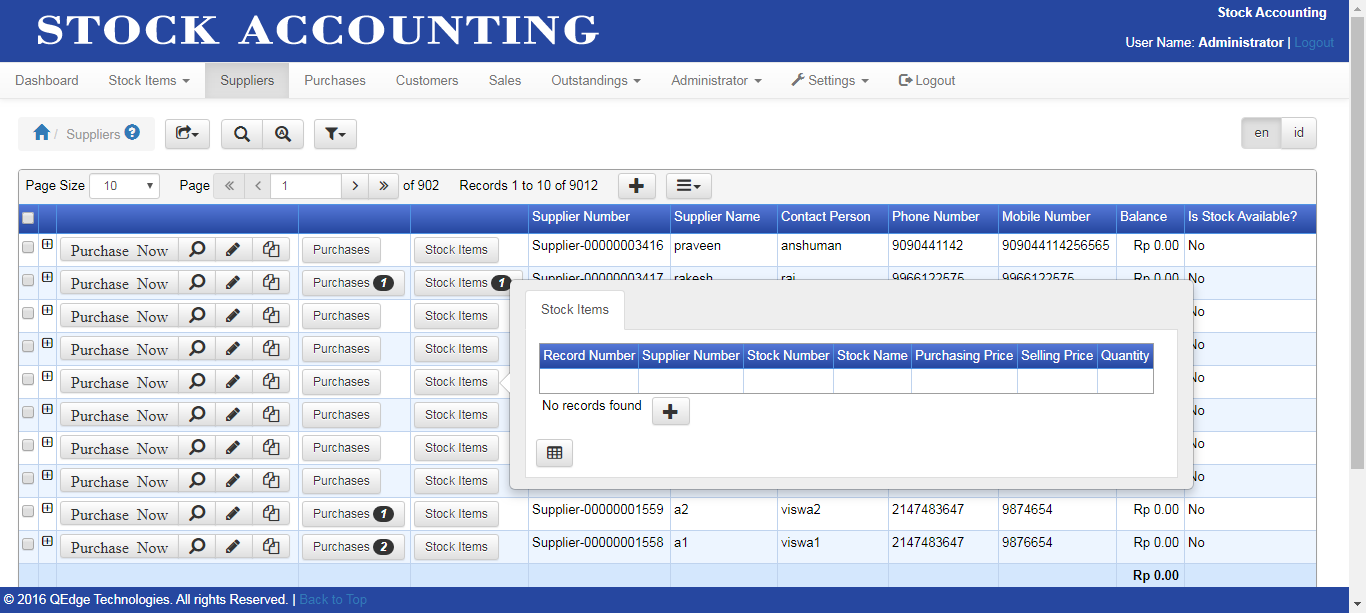 STOCK ACCOUNTING
Stock Accounting
User Name: Administrator | Logout
Dashboard Stock Items Suppliers Purchases Customers Sales Outstandings Administrator Settings Logout
/ Suppliers
en id
Page Size 10 Page 1 of 902 Records 1 to 10 of 9012
Supplier Number Supplier Name Contact Person Phone Number Mobile Number Balance Is Stock Available?
Purchase Now Purchases Stock Items Supplier-00000003416 praveen anshuman 9090441142 909044114256565 Rp 0.00 No
Purchase Now Purchases 1 Stock Items 1 Supplier-00000003417 rakesh raj 9966122575 9966122575 Rp 0.00 No
Purchase Now Purchases Stock Items No
Purchase Now Purchases Stock Items No
Purchase Now Purchases Stock Items No
Purchase Now Purchases Stock Items No
Purchase Now Purchases Stock Items No
Purchase Now Purchases Stock Items No
Stock Items
Record Number Supplier Number Stock Number Stock Name Purchasing Price Selling Price Quantity
No records found
Purchase Now Purchases 1 Stock Items Supplier-00000001559 a2 viswa2 2147483647 9874654 Rp 0.00 No
Purchase Now Purchases 2 Stock Items Supplier-00000001558 a1 viswa1 2147483647 9876654 Rp 0.00 No
Rp 0.00
© 2016 QEdge Technologies. All rights Reserved. | Back to Top